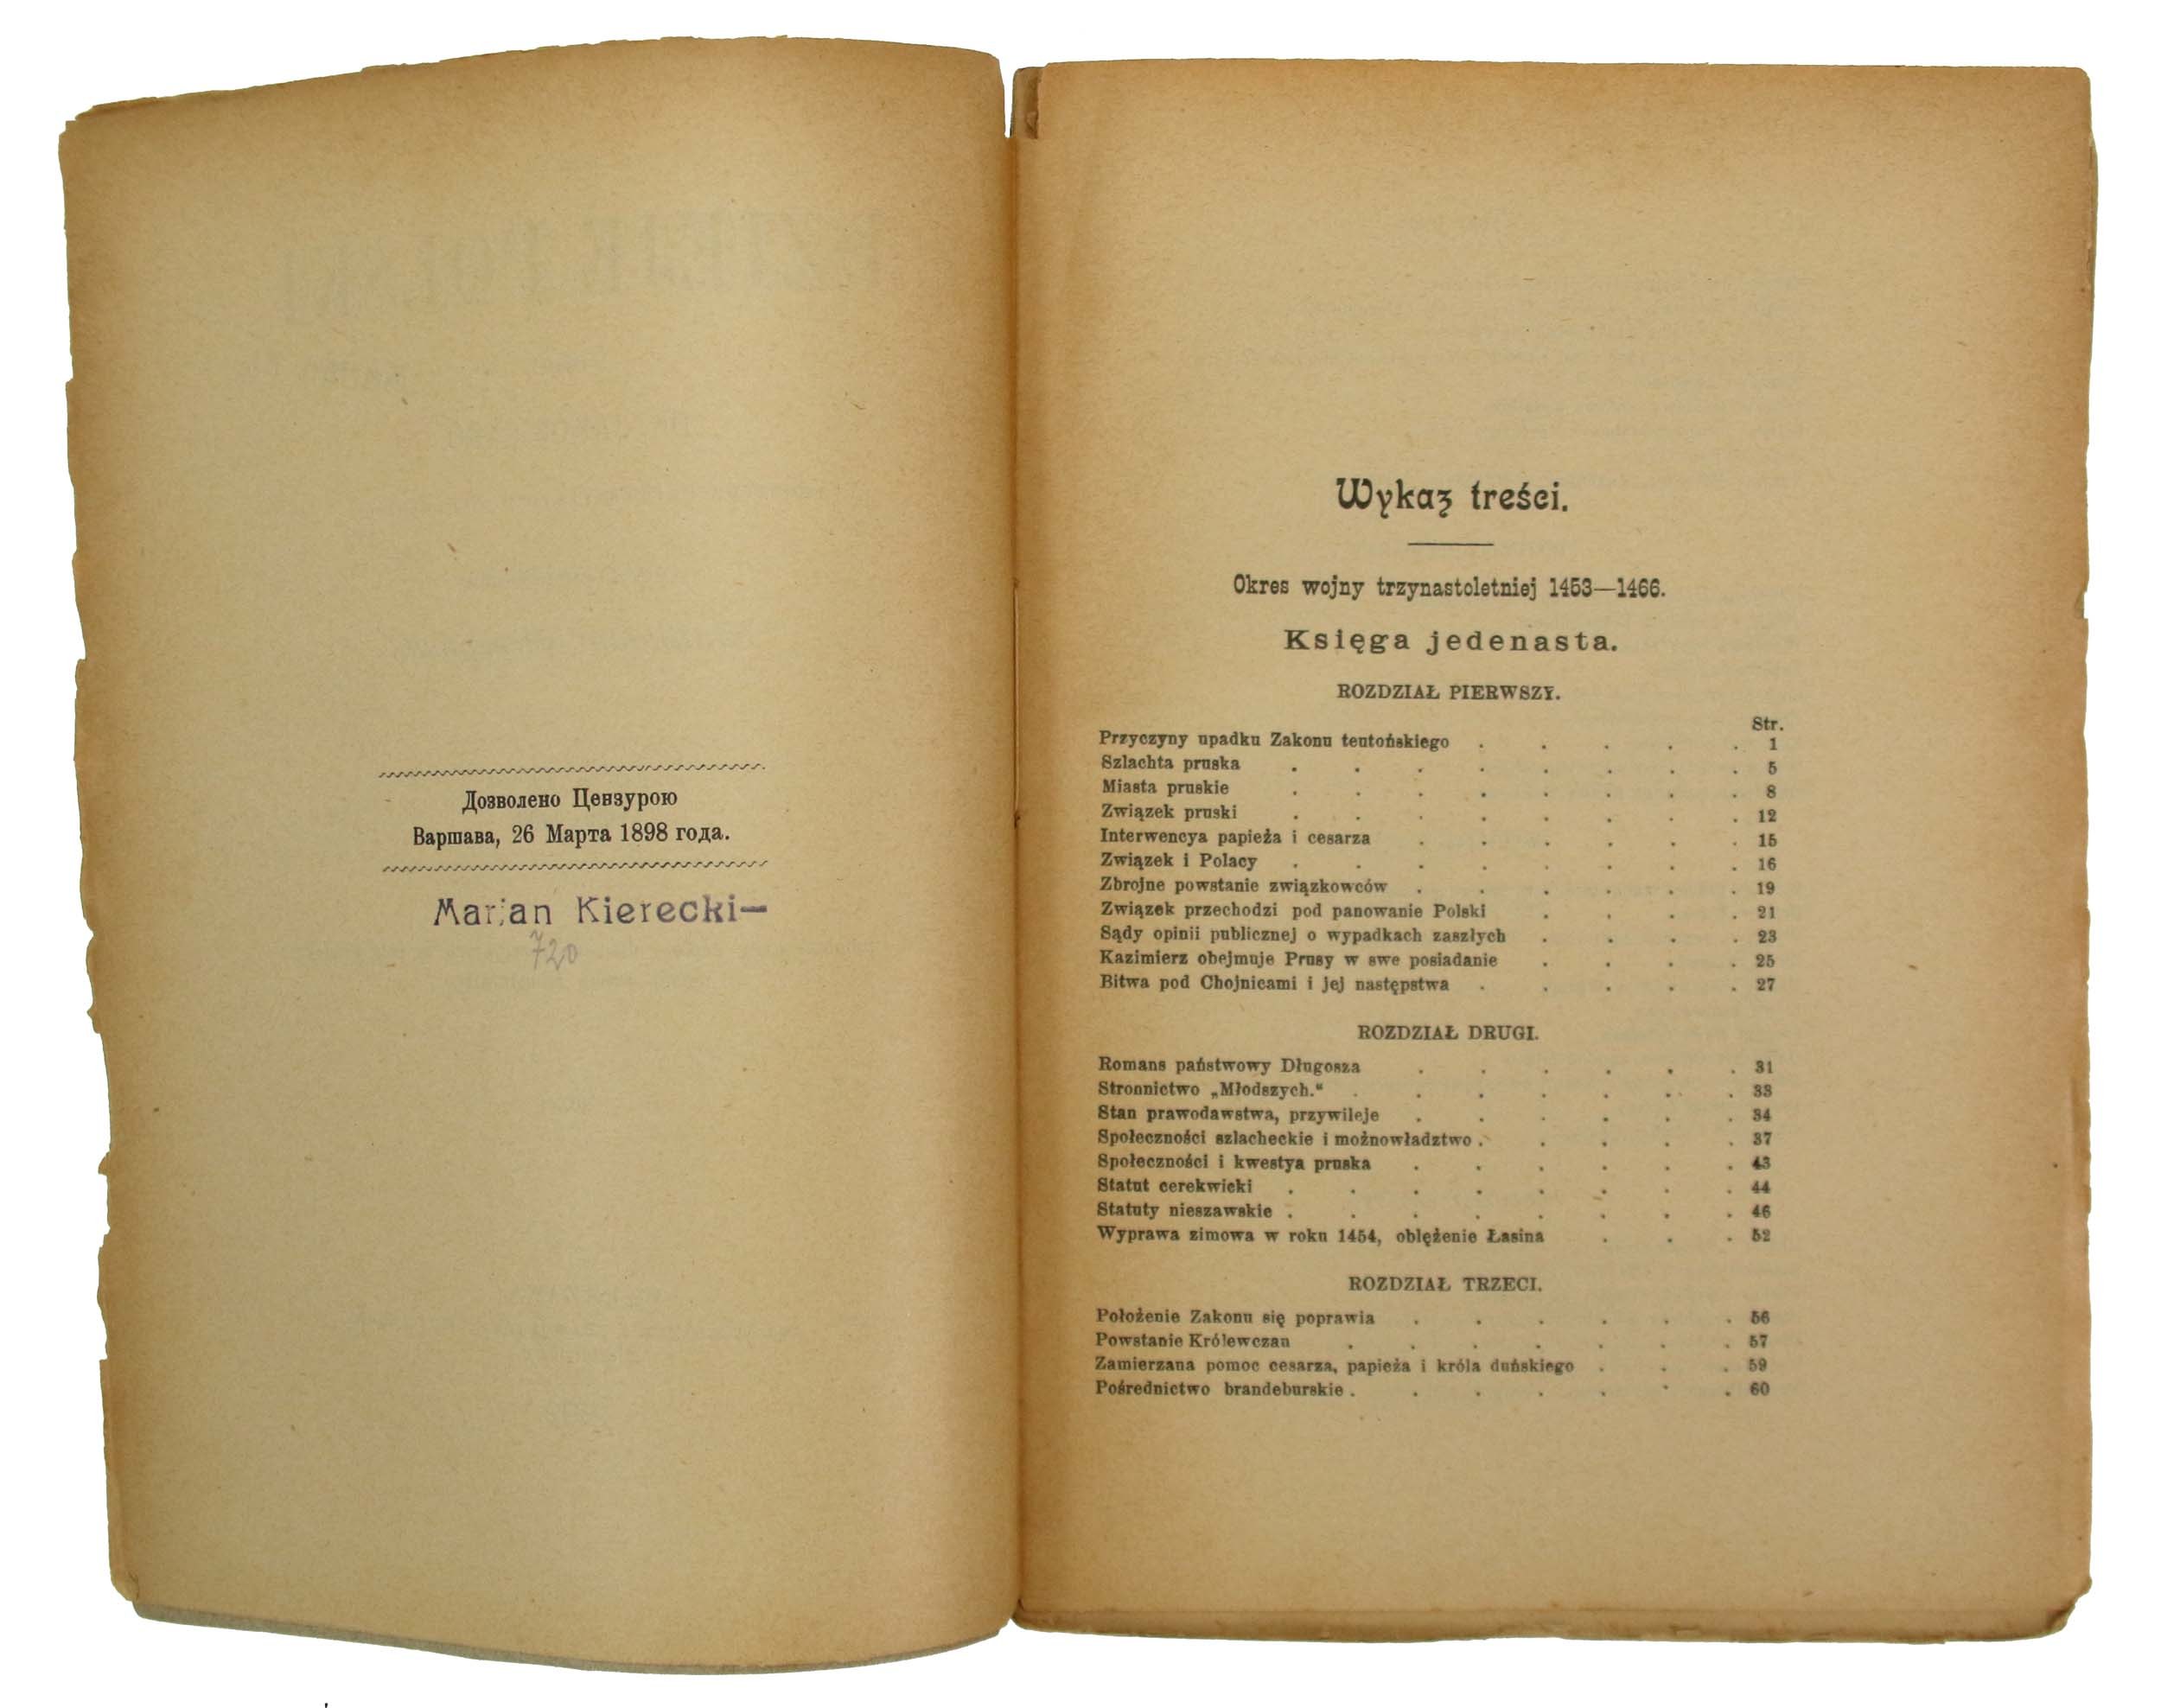 Дозволено Цензурою
Варшава, 26 Марта 1898 года.
Marjan Kierecki
720
Wykaz treści.
Okres wojny trzynastoletniej 1453—1466.
Księga jedenasta.
ROZDZIAŁ PIERWSZY.
Str.
Przyczyny upadku Zakonu teutońskiego . . . . . 1
Szlachta pruska . . . . . . . . 5
Miasta pruskie . . . . . . . . 8
Związek pruski . . . . . . . . 12
Interwencya papieża i cesarza . . . . . . 15
Związek i Polacy . . . . . . . . 16
Zbrojne powstanie związkowców . . . . . . 19
Związek przechodzi pod panowanie Polski . . . . 21
Sądy opinii publicznej o wypadkach zaszłych . . . . 23
Kazimierz obejmuje Prusy w swe posiadanie . . . . 25
Bitwa pod Chojnicami i jej następstwa . . . . . 27
ROZDZIAŁ DRUGI.
Romans państwowy Długosza . . . . . . 31
Stronnictwo „Młodszych.“ . . . . . . . 33
Stan prawodawstwa, przywileje . . . . . . 34
Społeczności szlacheckie i możnowładztwo . . . . . 37
Społeczności i kwestya pruska . . . . . . 43
Statut cerekwicki . . . . . . . . 44
Statuty nieszawskie . . . . . . . . 46
Wyprawa zimowa w roku 1454, oblężenie Łasina . . . 52
ROZDZIAŁ TRZECI.
Położenie Zakonu się poprawia . . . . . . 56
Powstanie Królewczan . . . . . . . 57
Zamierzana pomoc cesarza, papieża i króla duńskiego . . . 59
Pośrednictwo brandeburskie . . . . . . . 60